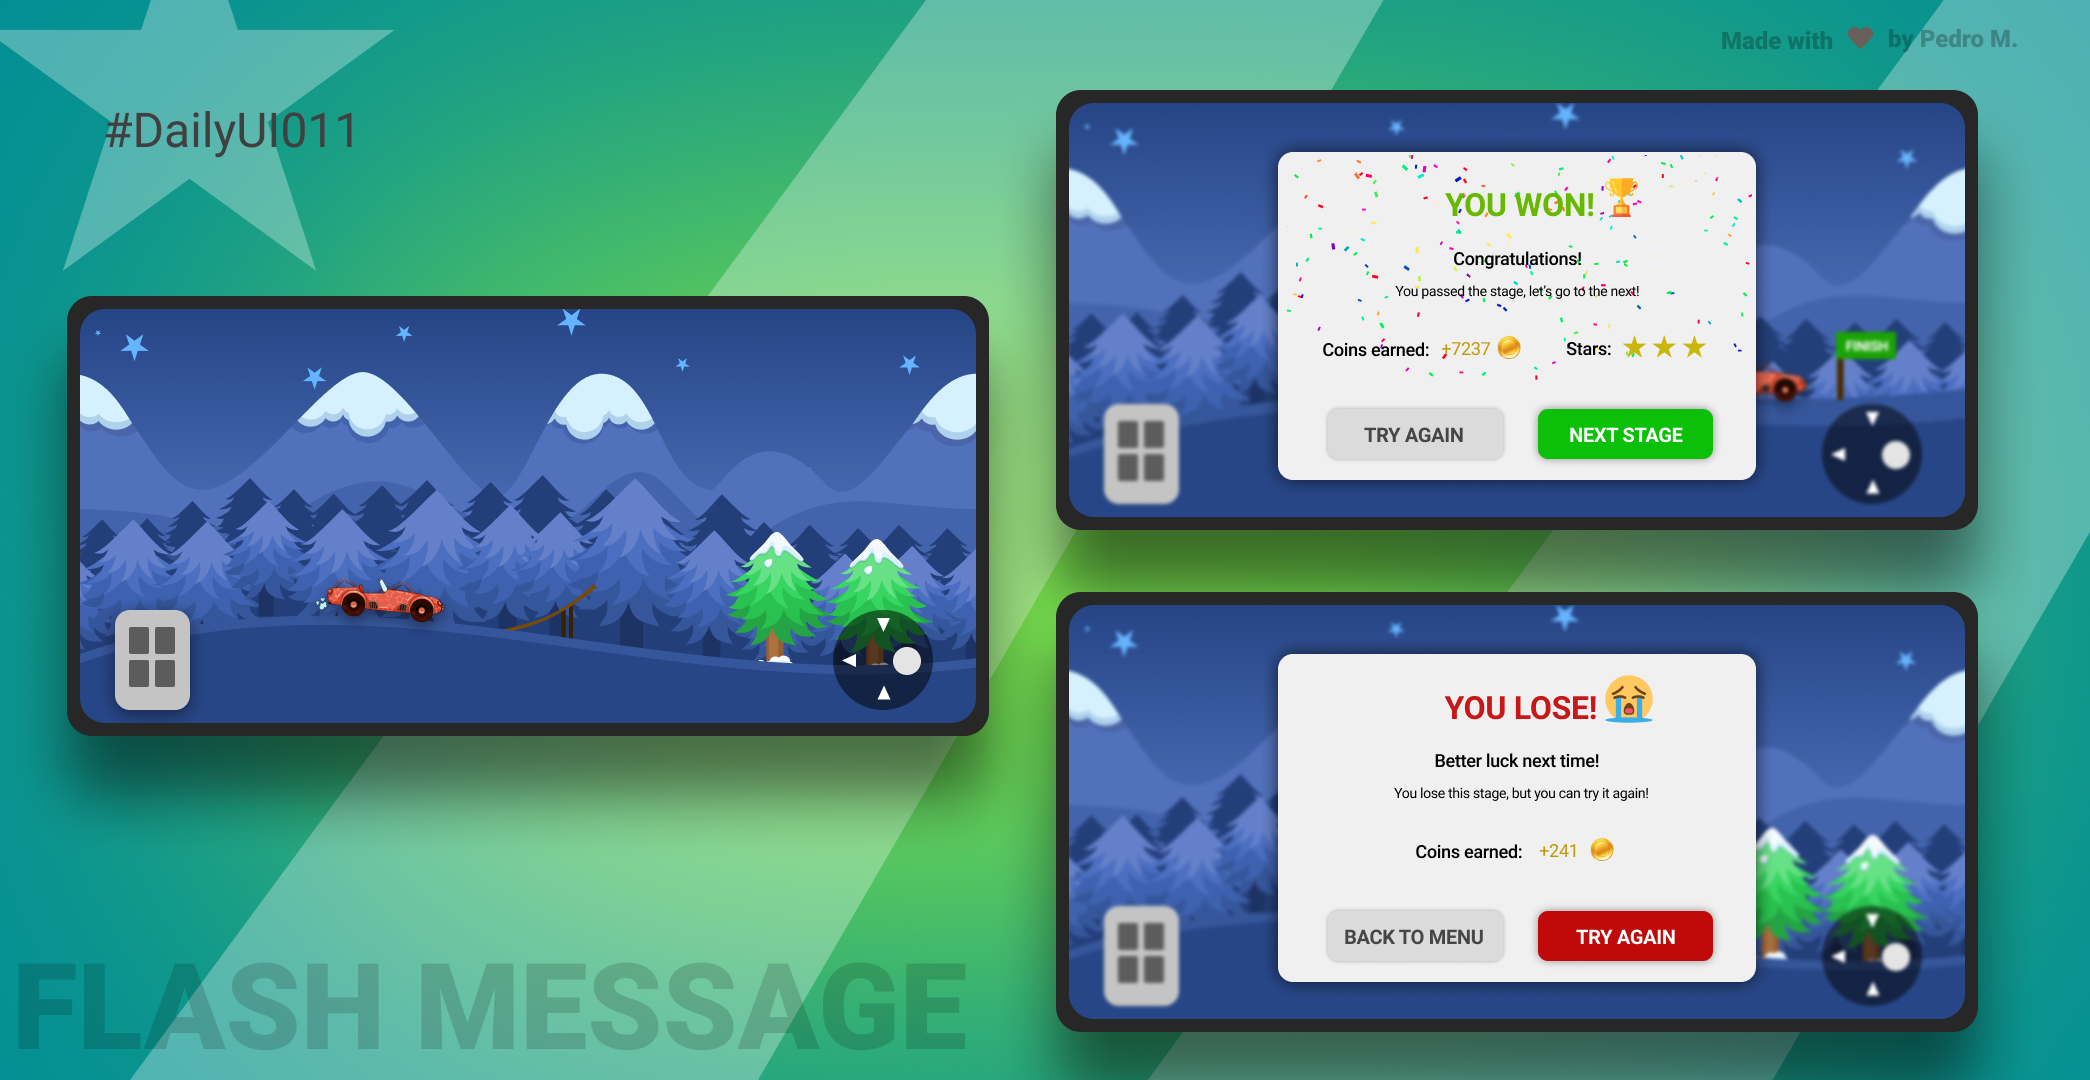 Made with by Pedro M.
#DailyUI011
YOU WON!
Congratulations!
You passed the stage, let's go to the next!
Coins earned: +7237 Stars:
FINISH
TRY AGAIN NEXT STAGE
YOU LOSE!
Better luck next time!
You lose this stage, but you can try it again!
Coins earned: +241
BACK TO MENU TRY AGAIN
FLASH MESSAGE